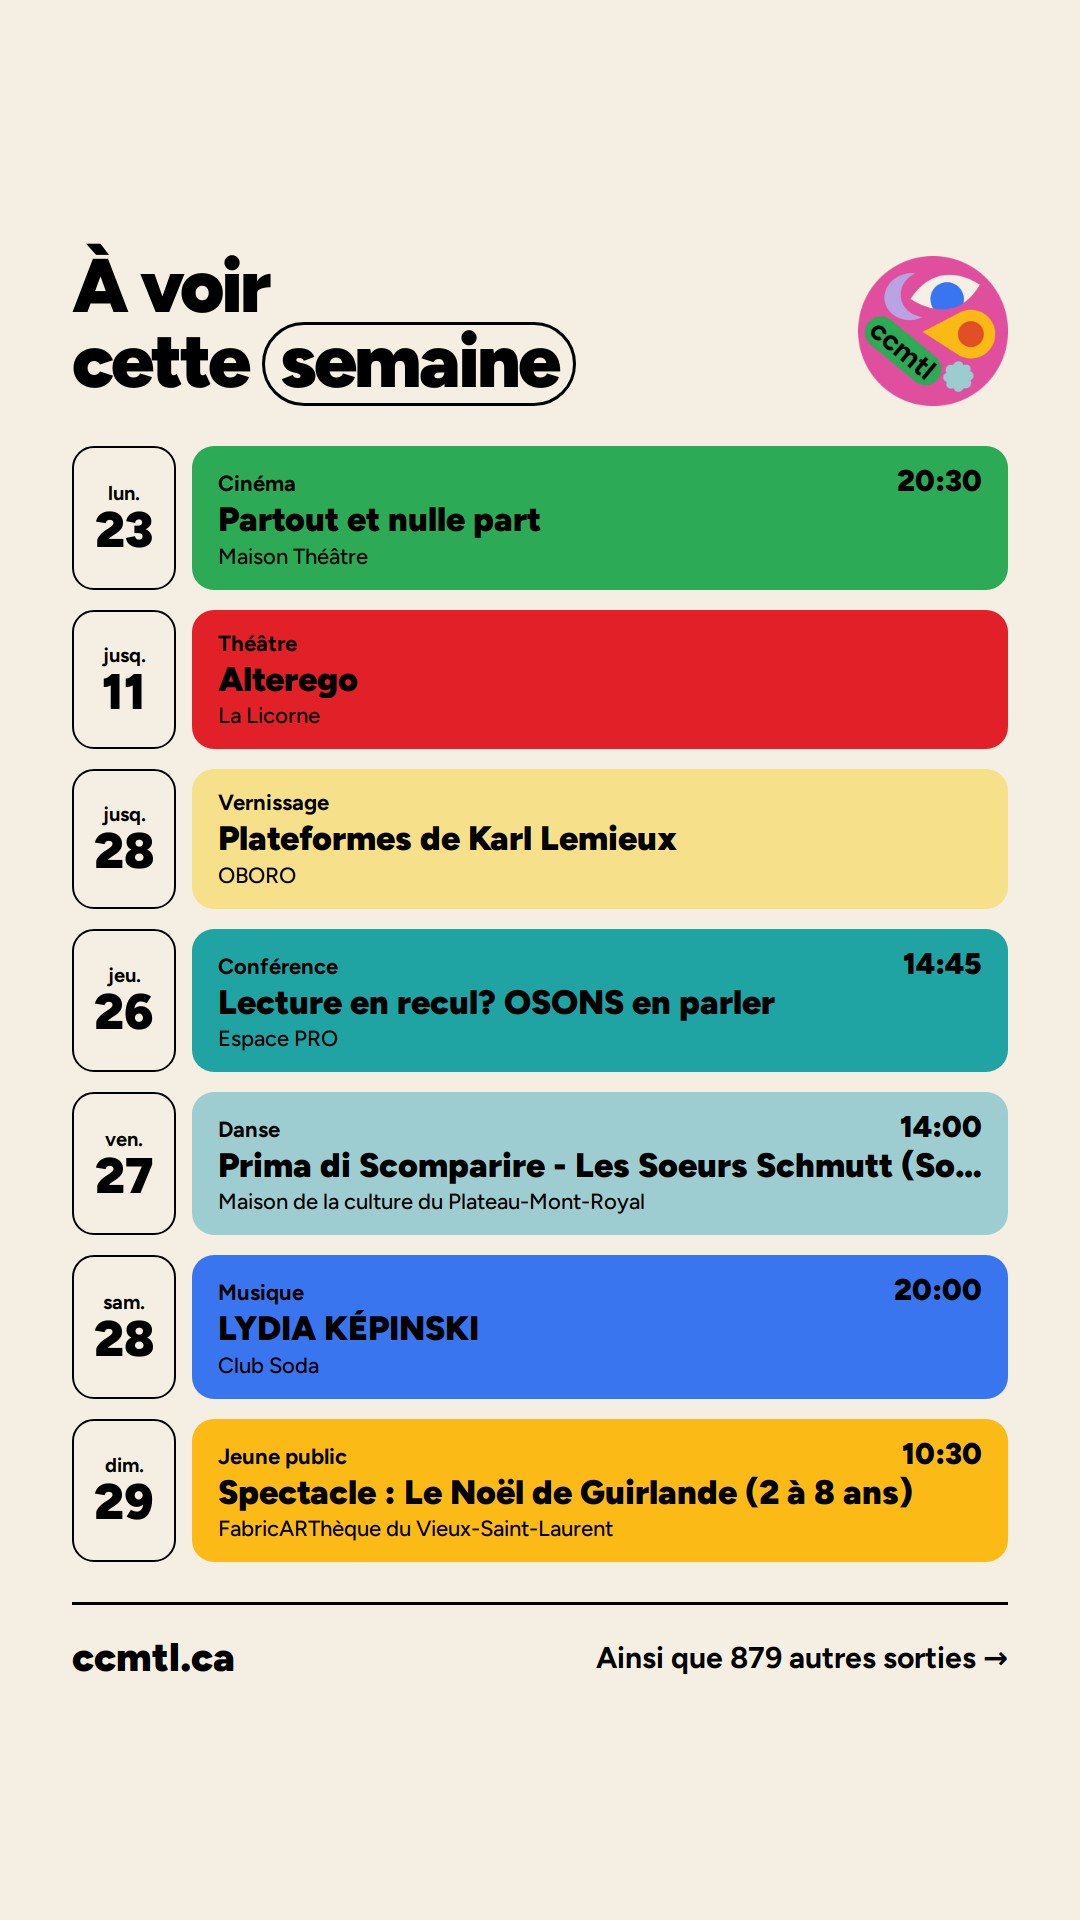 À voir
cette semaine
ccmtl
lun.
23
Cinéma
20:30
Partout et nulle part
Maison Théâtre
jusq.
11
Théâtre
Alterego
La Licorne
jusq.
28
Vernissage
Plateformes de Karl Lemieux
OBORO
jeu.
26
Conférence
14:45
Lecture en recul? OSONS en parler
Espace PRO
ven.
27
Danse
14:00
Prima di Scomparire - Les Soeurs Schmutt (So...
Maison de la culture du Plateau-Mont-Royal
sam.
28
Musique
20:00
LYDIA KÉPINSKI
Club Soda
dim.
29
Jeune public
10:30
Spectacle : Le Noël de Guirlande (2 à 8 ans)
FabricARThèque du Vieux-Saint-Laurent
ccmtl.ca
Ainsi que 879 autres sorties →